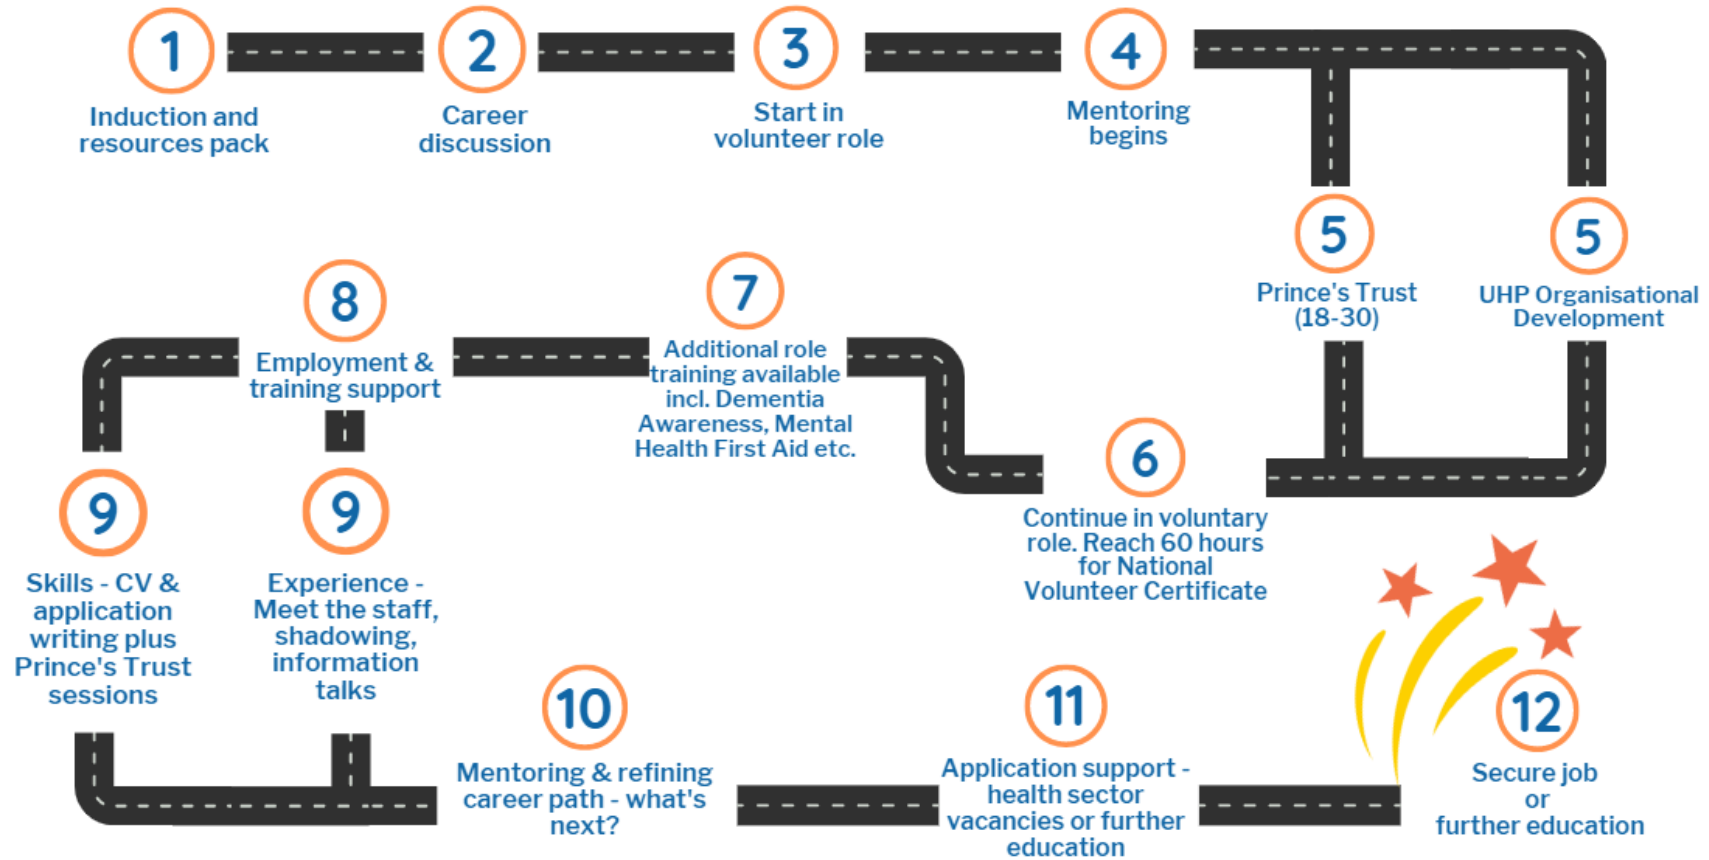 1
Induction and
resources pack
2
Career
discussion
3
Start in
volunteer role
4
Mentoring
begins
5
Prince's Trust
(18-30)
5
UHP Organisational
Development
6
Continue in voluntary
role. Reach 60 hours
for National
Volunteer Certificate
7
Additional role
training available
incl. Dementia
Awareness, Mental
Health First Aid etc.
8
Employment &
training support
9
Skills - CV &
application
writing plus
Prince's Trust
sessions
9
Experience -
Meet the staff,
shadowing,
information
talks
10
Mentoring & refining
career path - what's
next?
11
Application support -
health sector
vacancies or further
education
12
Secure job
or
further education